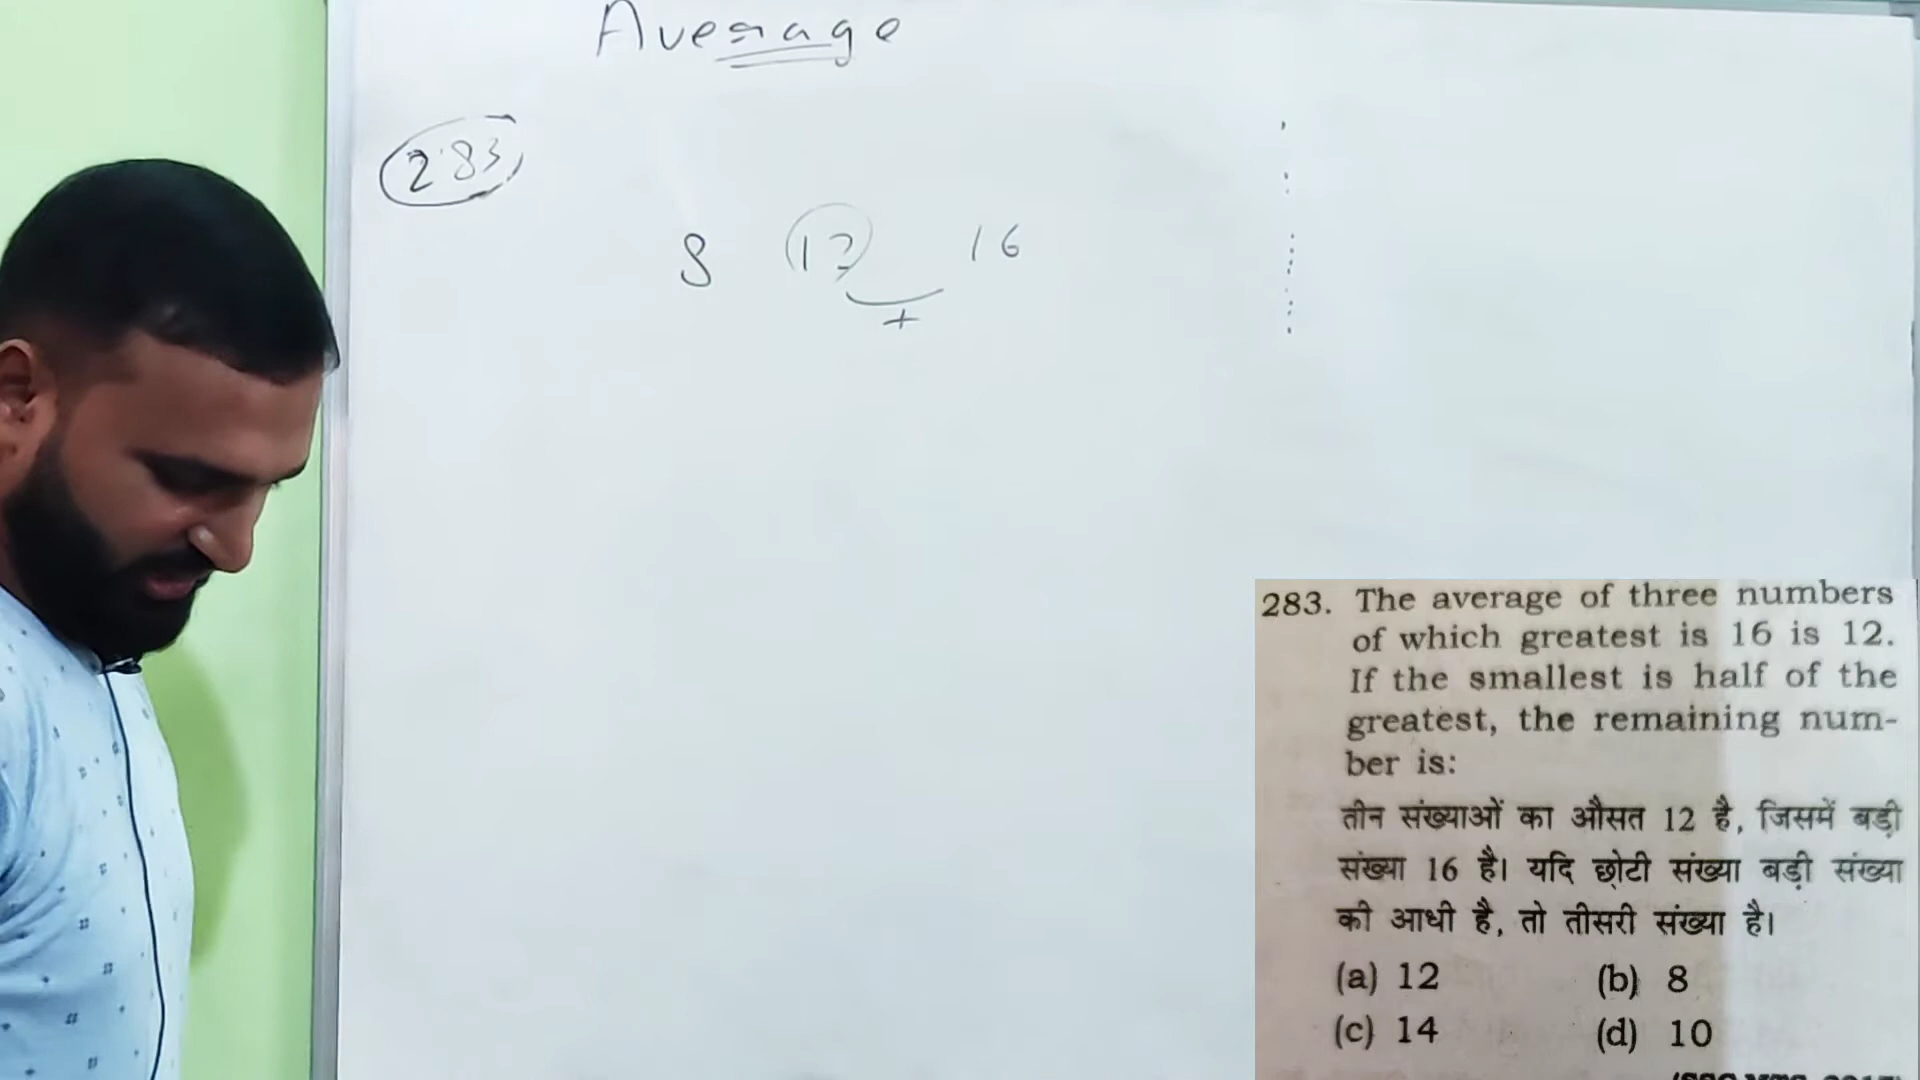 Average
283
8 12 16
+
283. The average of three numbers
of which greatest is 16 is 12.
If the smallest is half of the
greatest, the remaining num-
ber is:
तीन संख्याओं का औसत 12 है, जिसमें बड़ी
संख्या 16 है। यदि छोटी संख्या बड़ी संख्या
की आधी है, तो तीसरी संख्या है।
(a) 12 (b) 8
(c) 14 (d) 10